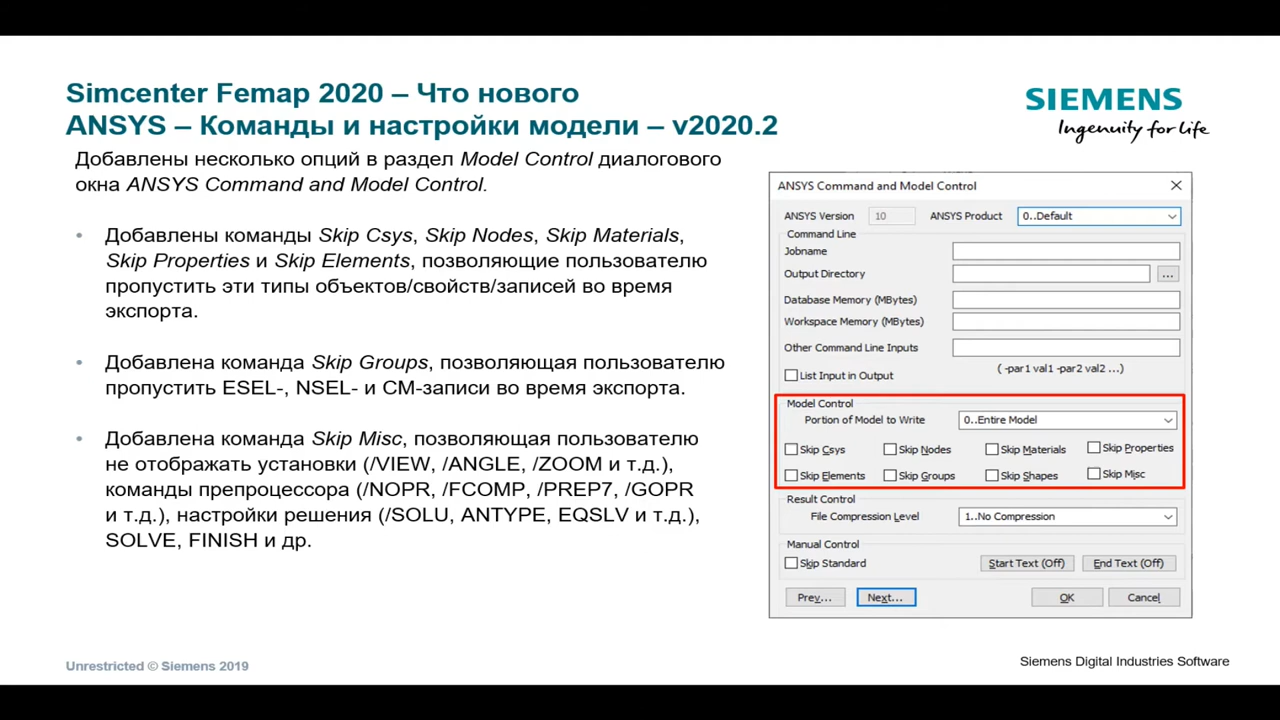 Simcenter Femap 2020 – Что нового
ANSYS – Команды и настройки модели – v2020.2
SIEMENS
Ingenuity for life
Добавлены несколько опций в раздел Model Control диалогового
окна ANSYS Command and Model Control.
• Добавлены команды Skip Csys, Skip Nodes, Skip Materials,
Skip Properties и Skip Elements, позволяющие пользователю
пропустить эти типы объектов/свойств/записей во время
экспорта.
• Добавлена команда Skip Groups, позволяющая пользователю
пропустить ESEL-, NSEL- и CM-записи во время экспорта.
• Добавлена команда Skip Misc, позволяющая пользователю
не отображать установки (/VIEW, /ANGLE, /ZOOM и т.д.),
команды препроцессора (/NOPR, /FCOMP, /PREP7, /GOPR
и т.д.), настройки решения (/SOLU, ANTYPE, EQSLV и т.д.),
SOLVE, FINISH и др.
ANSYS Command and Model Control
ANSYS Version 10 ANSYS Product 0..Default
Command Line
Jobname
Output Directory ...
Database Memory (MBytes)
Workspace Memory (MBytes)
Other Command Line Inputs
List Input in Output ( -par1 val1 -par2 val2 ...)
Model Control
Portion of Model to Write 0..Entire Model
Skip Csys Skip Nodes Skip Materials Skip Properties
Skip Elements Skip Groups Skip Shapes Skip Misc
Result Control
File Compression Level 1..No Compression
Manual Control
Skip Standard Start Text (Off) End Text (Off)
Prev... Next... OK Cancel
Unrestricted © Siemens 2019
Siemens Digital Industries Software